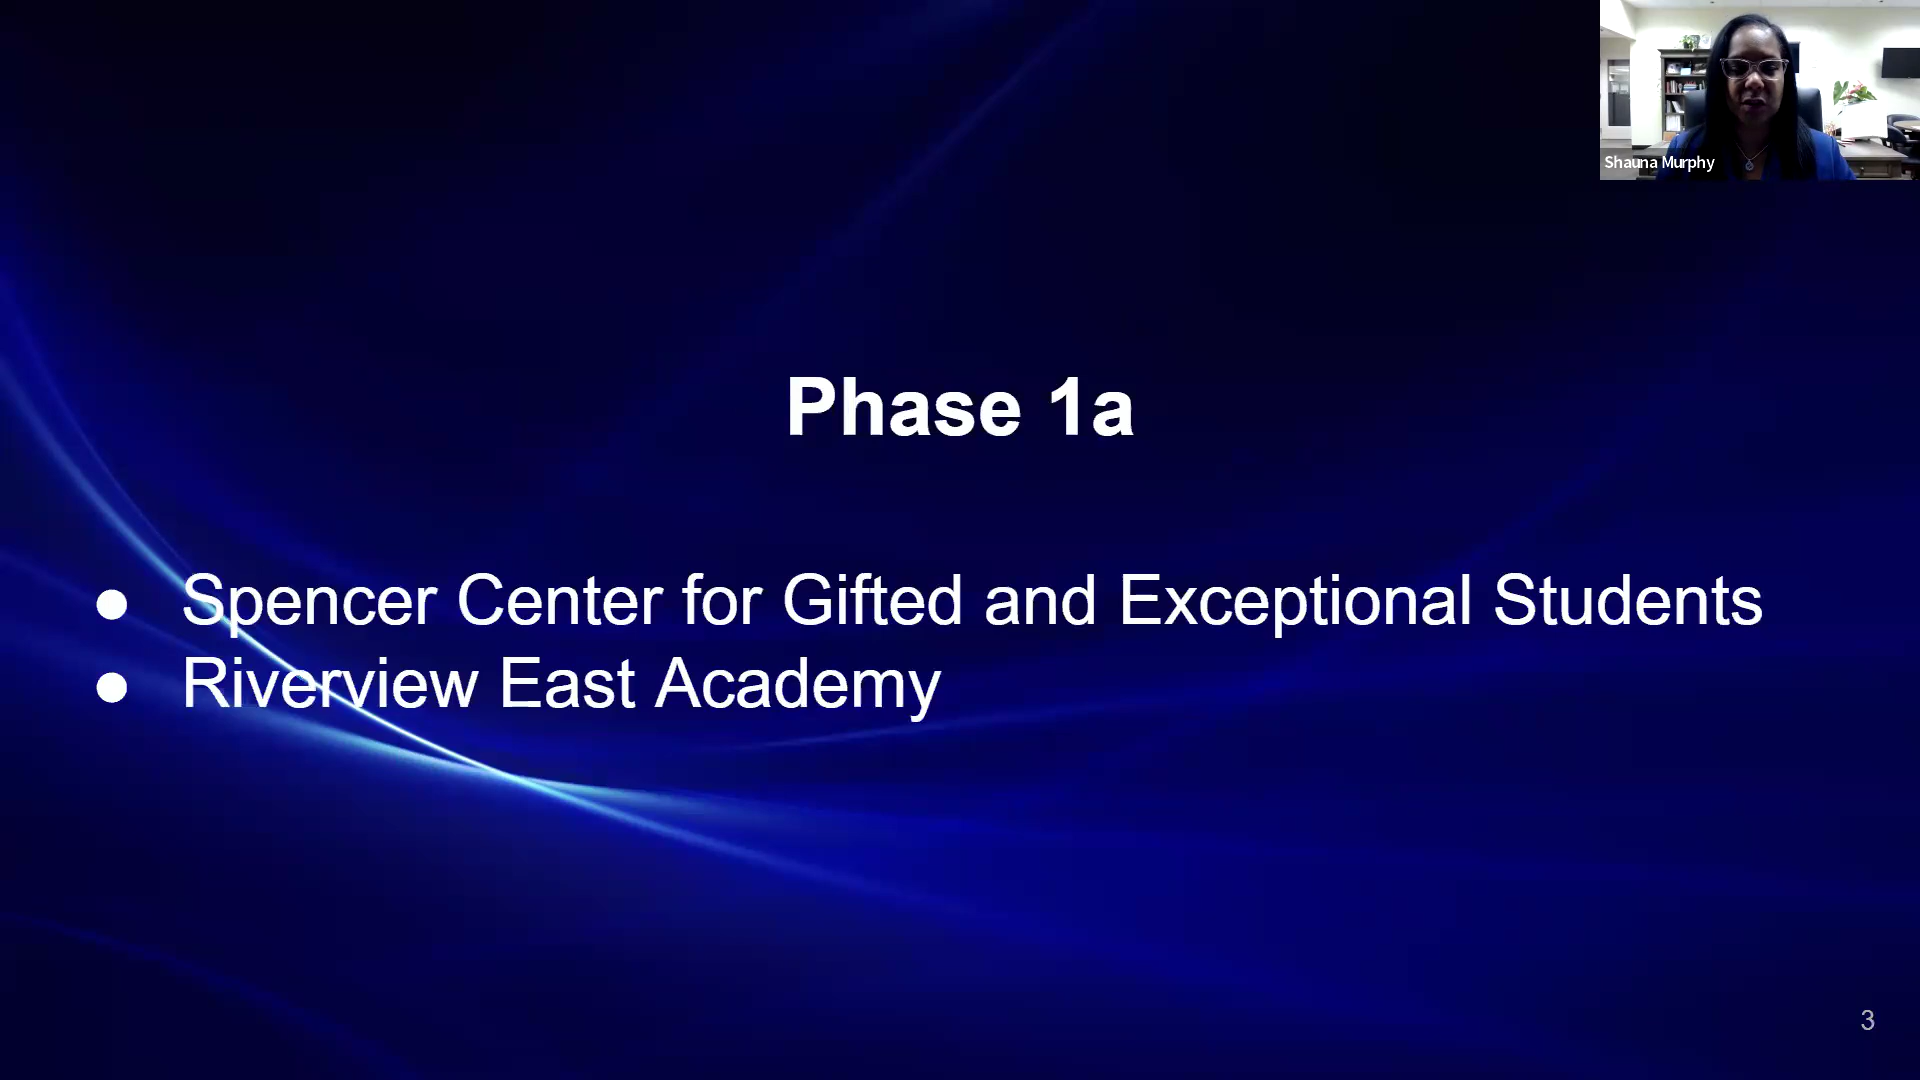 Shauna Murphy
Phase 1a
● Spencer Center for Gifted and Exceptional Students
● Riverview East Academy
3